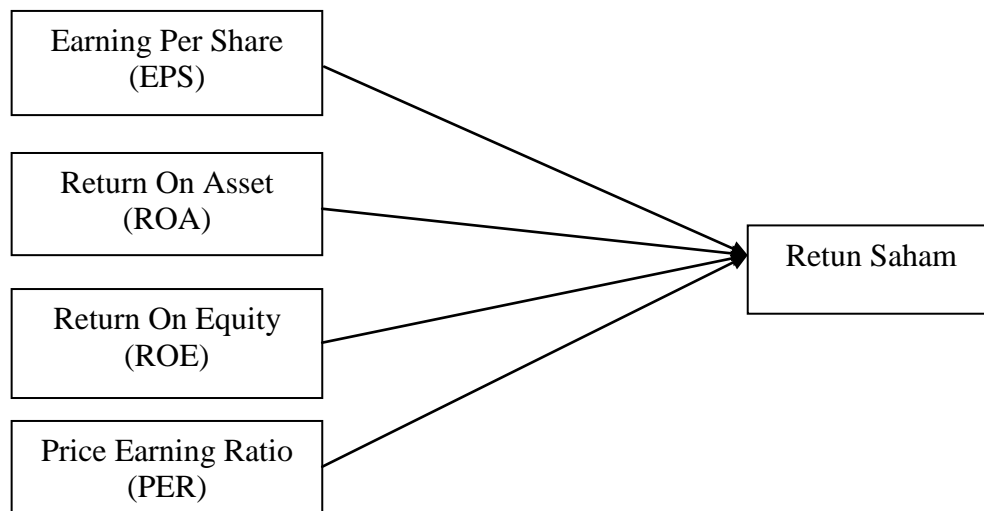 Earning Per Share
(EPS)
Return On Asset
(ROA)
Retun Saham
Return On Equity
(ROE)
Price Earning Ratio
(PER)